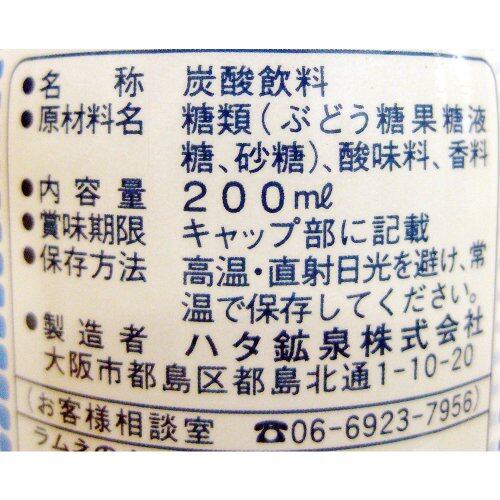 ●名称 炭酸飲料
●原材料名 糖類(ぶどう糖果糖液
糖、砂糖)、酸味料、香料
●内容量 200mℓ
●賞味期限 キャップ部に記載
●保存方法 高温・直射日光を避け、常
温で保存してください。
●製造者 ハタ鉱泉株式会社
大阪市都島区都島北通1-10-20
(お客様相談室 ☎06-6923-7956)
ラムネの